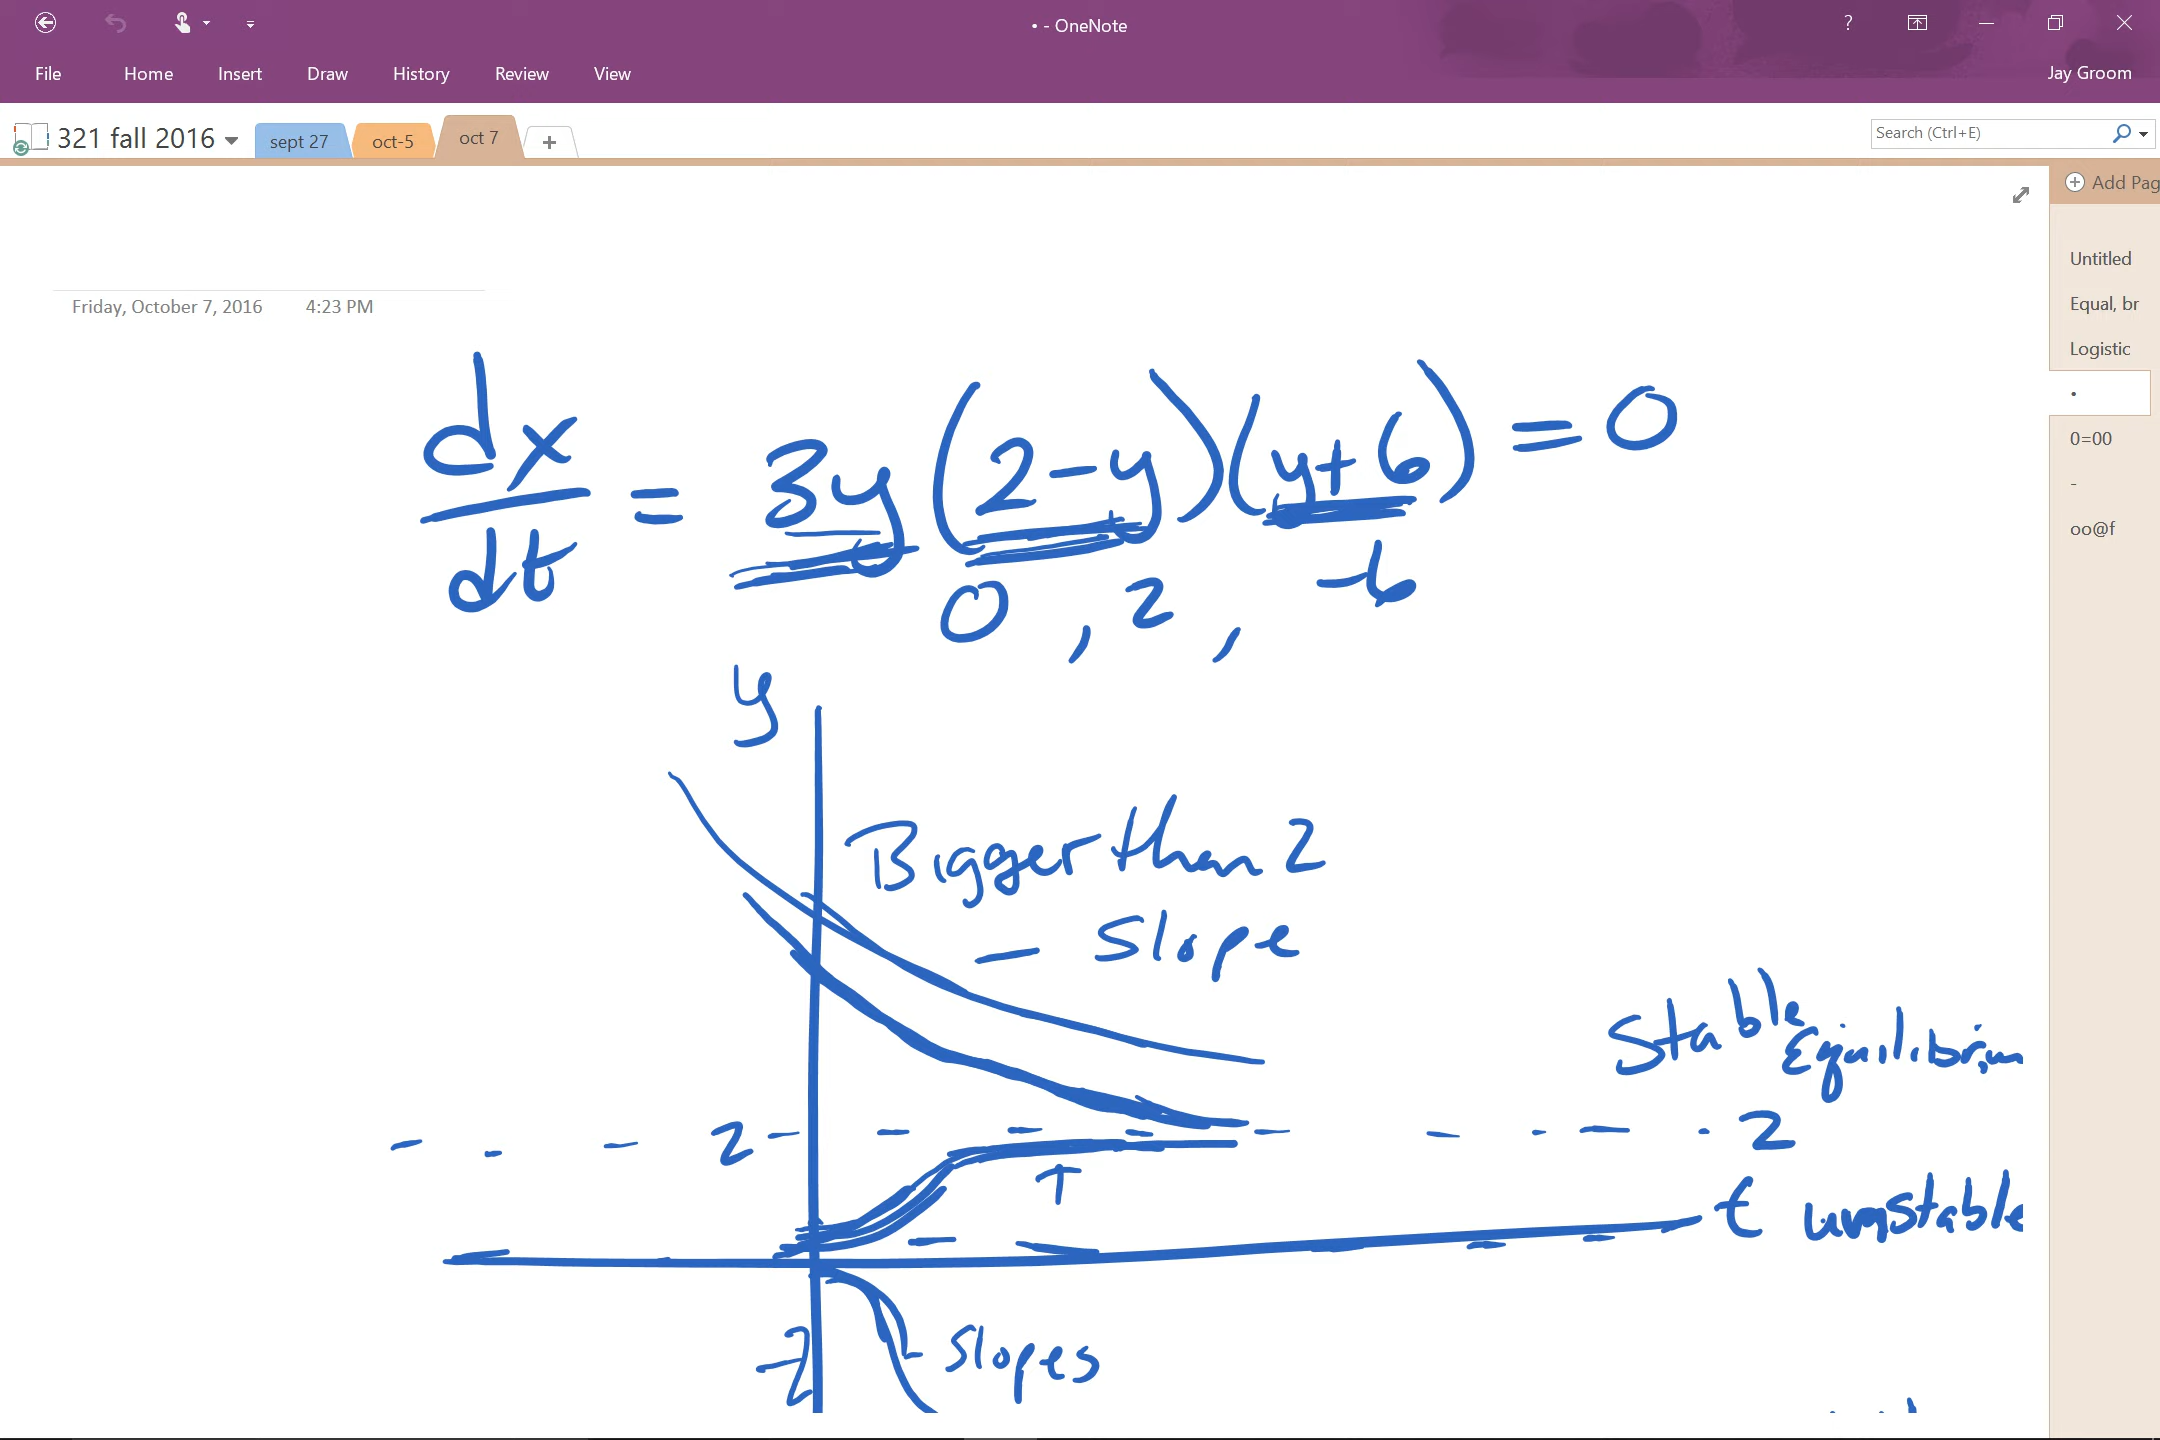 • - OneNote
?
File Home Insert Draw History Review View
Jay Groom
321 fall 2016 sept 27 oct-5 oct 7 +
Search (Ctrl+E)
Add Pag
Untitled
Equal, br
Logistic
•
0=00
-
oo@f
Friday, October 7, 2016 4:23 PM
dx/dt = 3y(2-y)(y+6) = 0
0, 2, -6
y
Bigger than 2
- Slope
Stable
Equilibrium
2 2
t unstable
-2 - Slopes